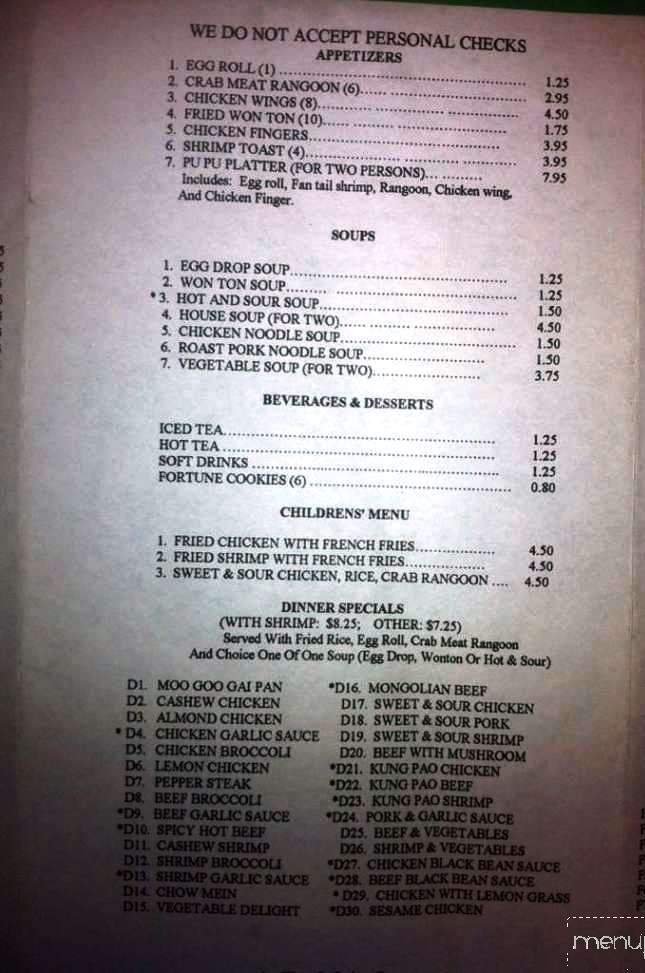 WE DO NOT ACCEPT PERSONAL CHECKS
APPETIZERS
1. EGG ROLL (1) 1.25
2. CRAB MEAT RANGOON (6) 2.95
3. CHICKEN WINGS (8) 4.50
4. FRIED WON TON (10) 1.75
5. CHICKEN FINGERS 3.95
6. SHRIMP TOAST (4) 3.95
7. PU PU PLATTER (FOR TWO PERSONS) 7.95
Includes: Egg roll, Fan tail shrimp, Rangoon, Chicken wing,
And Chicken Finger.
SOUPS
1. EGG DROP SOUP 1.25
2. WON TON SOUP 1.25
*3. HOT AND SOUR SOUP 1.50
4. HOUSE SOUP (FOR TWO) 4.50
5. CHICKEN NOODLE SOUP 1.50
6. ROAST PORK NOODLE SOUP 1.50
7. VEGETABLE SOUP (FOR TWO) 3.75
BEVERAGES & DESSERTS
ICED TEA 1.25
HOT TEA 1.25
SOFT DRINKS 1.25
FORTUNE COOKIES (6) 0.80
CHILDRENS' MENU
1. FRIED CHICKEN WITH FRENCH FRIES 4.50
2. FRIED SHRIMP WITH FRENCH FRIES 4.50
3. SWEET & SOUR CHICKEN, RICE, CRAB RANGOON 4.50
DINNER SPECIALS
(WITH SHRIMP: $8.25; OTHER: $7.25)
Served With Fried Rice, Egg Roll, Crab Meat Rangoon
And Choice One Of One Soup (Egg Drop, Wonton Or Hot & Sour)
D1. MOO GOO GAI PAN
D2. CASHEW CHICKEN
D3. ALMOND CHICKEN
* D4. CHICKEN GARLIC SAUCE
D5. CHICKEN BROCCOLI
D6. LEMON CHICKEN
D7. PEPPER STEAK
D8. BEEF BROCCOLI
*D9. BEEF GARLIC SAUCE
*D10. SPICY HOT BEEF
D11. CASHEW SHRIMP
D12. SHRIMP BROCCOLI
*D13. SHRIMP GARLIC SAUCE
D14. CHOW MEIN
D15. VEGETABLE DELIGHT
*D16. MONGOLIAN BEEF
D17. SWEET & SOUR CHICKEN
D18. SWEET & SOUR PORK
D19. SWEET & SOUR SHRIMP
D20. BEEF WITH MUSHROOM
*D21. KUNG PAO CHICKEN
*D22. KUNG PAO BEEF
*D23. KUNG PAO SHRIMP
*D24. PORK & GARLIC SAUCE
D25. BEEF & VEGETABLES
D26. SHRIMP & VEGETABLES
*D27. CHICKEN BLACK BEAN SAUCE
*D28. BEEF BLACK BEAN SAUCE
* D29. CHICKEN WITH LEMON GRASS
*D30. SESAME CHICKEN